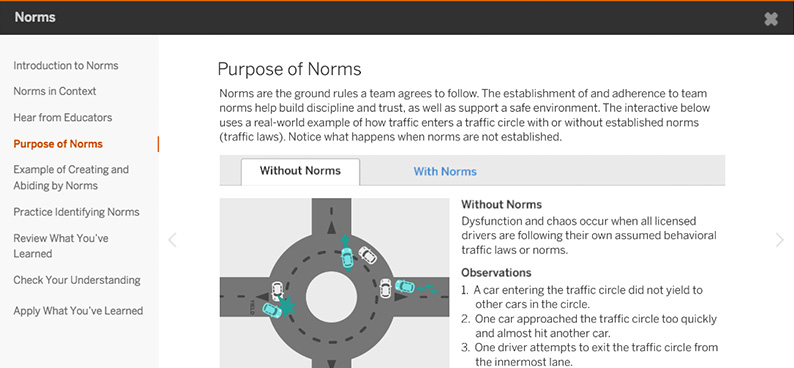 Norms
Introduction to Norms
Norms in Context
Hear from Educators
Purpose of Norms
Example of Creating and
Abiding by Norms
Practice Identifying Norms
Review What You've
Learned
Check Your Understanding
Apply What You've Learned
Purpose of Norms
Norms are the ground rules a team agrees to follow. The establishment of and adherence to team
norms help build discipline and trust, as well as support a safe environment. The interactive below
uses a real-world example of how traffic enters a traffic circle with or without established norms
(traffic laws). Notice what happens when norms are not established.
Without Norms
With Norms
YIELD
Without Norms
Dysfunction and chaos occur when all licensed
drivers are following their own assumed behavioral
traffic laws or norms.
Observations
1. A car entering the traffic circle did not yield to
other cars in the circle.
2. One car approached the traffic circle too quickly
and almost hit another car.
3. One driver attempts to exit the traffic circle from
the innermost lane.